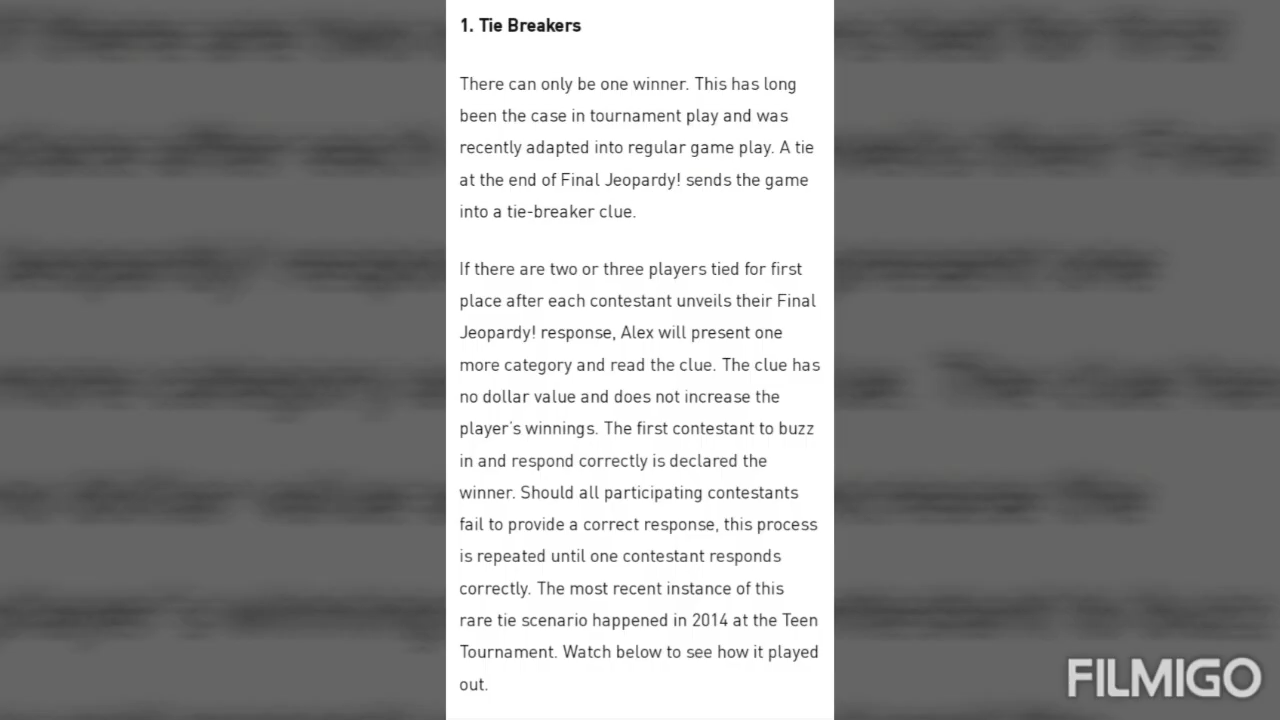 1. Tie Breakers
There can only be one winner. This has long
been the case in tournament play and was
recently adapted into regular game play. A tie
at the end of Final Jeopardy! sends the game
into a tie-breaker clue.
If there are two or three players tied for first
place after each contestant unveils their Final
Jeopardy! response, Alex will present one
more category and read the clue. The clue has
no dollar value and does not increase the
player's winnings. The first contestant to buzz
in and respond correctly is declared the
winner. Should all participating contestants
fail to provide a correct response, this process
is repeated until one contestant responds
correctly. The most recent instance of this
rare tie scenario happened in 2014 at the Teen
Tournament. Watch below to see how it played
out.
FILMIGO